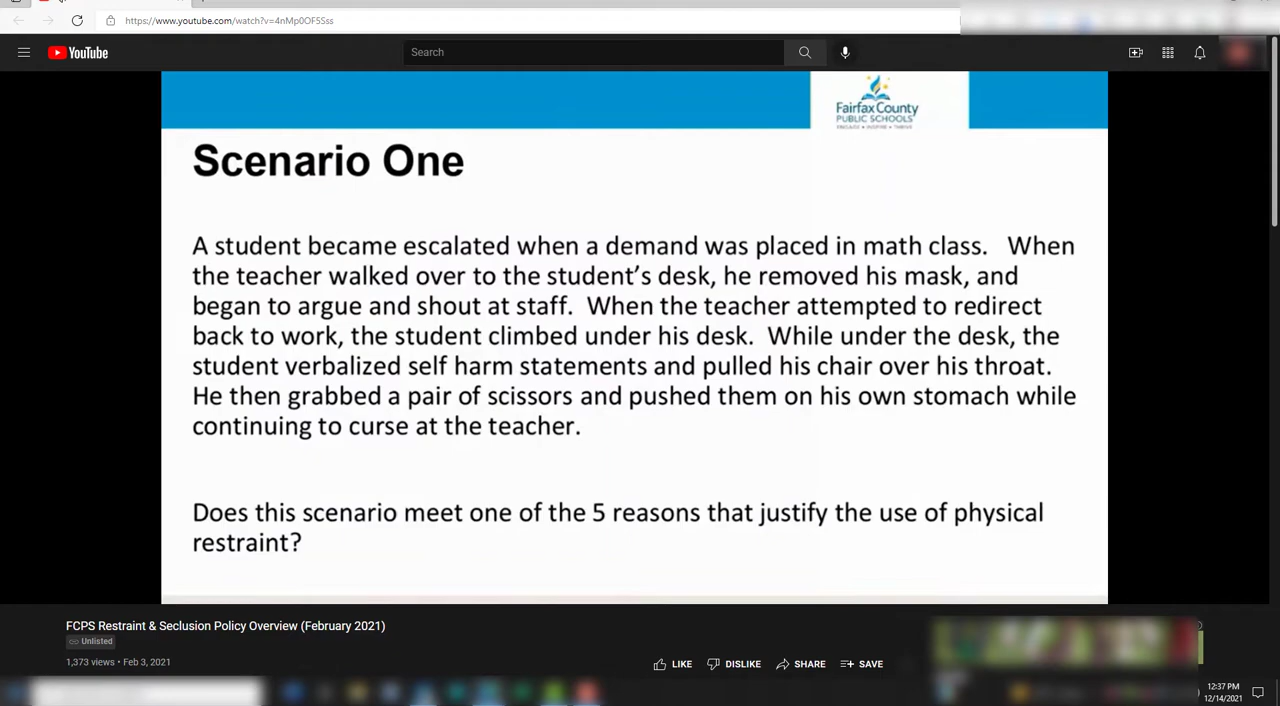 https://www.youtube.com/watch?v=4nMp0OF5Sss
YouTube
Search
Fairfax County
PUBLIC SCHOOLS
ENGAGE • INSPIRE • THRIVE
Scenario One
A student became escalated when a demand was placed in math class. When
the teacher walked over to the student's desk, he removed his mask, and
began to argue and shout at staff. When the teacher attempted to redirect
back to work, the student climbed under his desk. While under the desk, the
student verbalized self harm statements and pulled his chair over his throat.
He then grabbed a pair of scissors and pushed them on his own stomach while
continuing to curse at the teacher.
Does this scenario meet one of the 5 reasons that justify the use of physical
restraint?
FCPS Restraint & Seclusion Policy Overview (February 2021)
Unlisted
1,373 views • Feb 3, 2021
LIKE DISLIKE SHARE SAVE
12:37 PM
12/14/2021